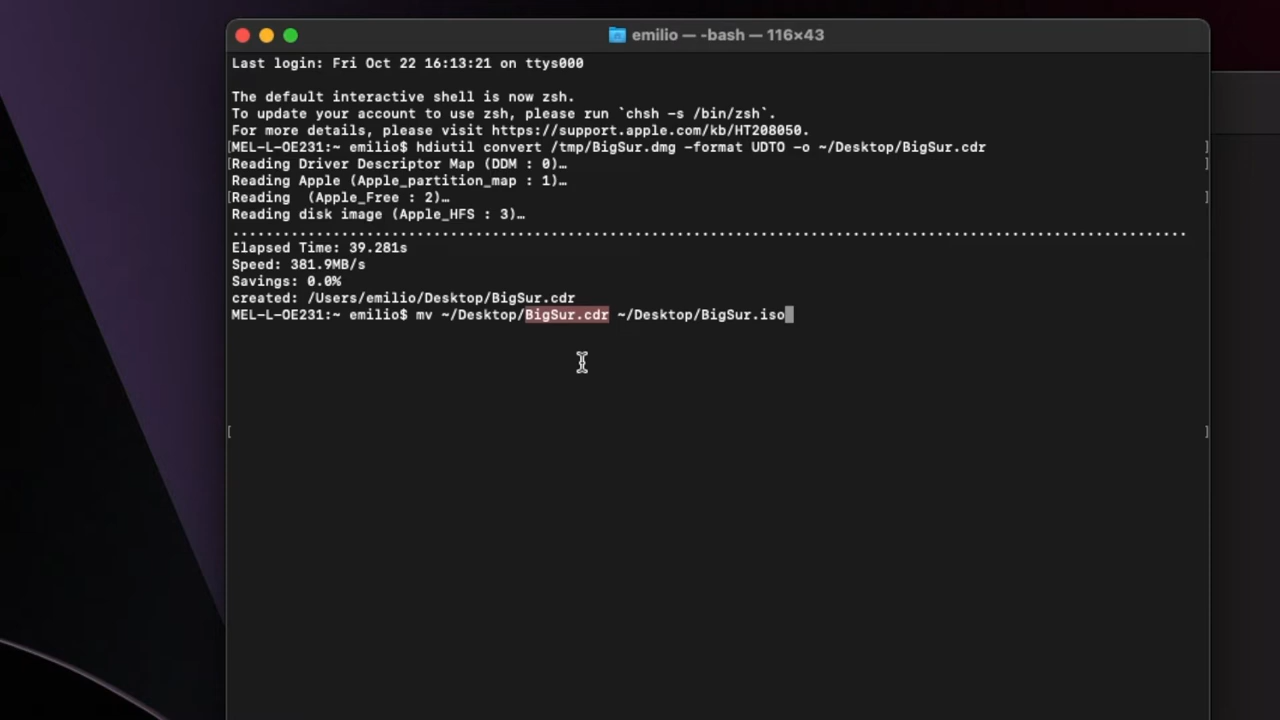 emilio — -bash — 116×43
Last login: Fri Oct 22 16:13:21 on ttys000
The default interactive shell is now zsh.
To update your account to use zsh, please run `chsh -s /bin/zsh`.
For more details, please visit https://support.apple.com/kb/HT208050.
[MEL-L-OE231:~ emilio$ hdiutil convert /tmp/BigSur.dmg -format UDTO -o ~/Desktop/BigSur.cdr ]
[Reading Driver Descriptor Map (DDM : 0)… ]
Reading Apple (Apple_partition_map : 1)…
[Reading  (Apple_Free : 2)… ]
Reading disk image (Apple_HFS : 3)…
..................................................................................................................
Elapsed Time: 39.281s
Speed: 381.9MB/s
Savings: 0.0%
created: /Users/emilio/Desktop/BigSur.cdr
MEL-L-OE231:~ emilio$ mv ~/Desktop/BigSur.cdr ~/Desktop/BigSur.iso
[ ]